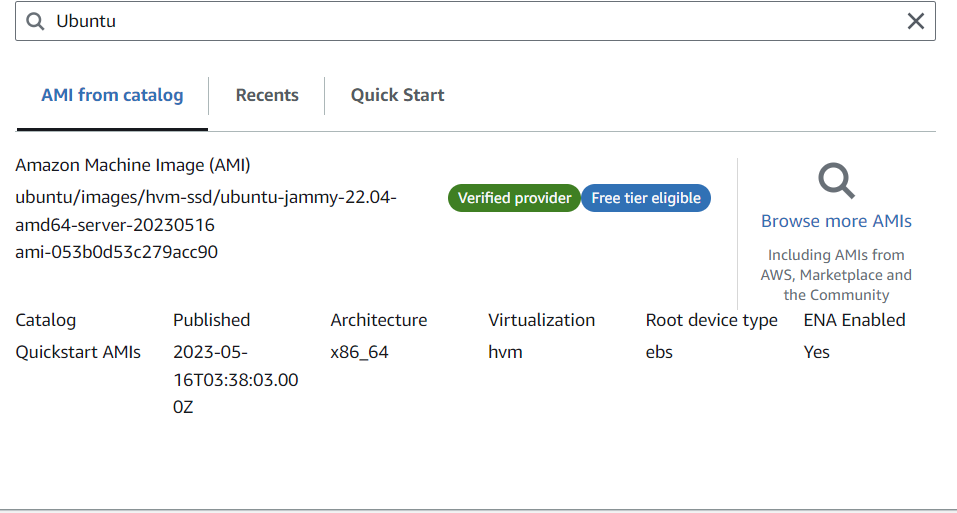 Ubuntu
AMI from catalog
Recents
Quick Start
Amazon Machine Image (AMI)
ubuntu/images/hvm-ssd/ubuntu-jammy-22.04-
amd64-server-20230516
ami-053b0d53c279acc90
Verified provider
Free tier eligible
Browse more AMIs
Including AMIs from
AWS, Marketplace and
the Community
Catalog
Published
Architecture
Virtualization
Root device type
ENA Enabled
Quickstart AMIs
2023-05-
16T03:38:03.00
0Z
x86_64
hvm
ebs
Yes